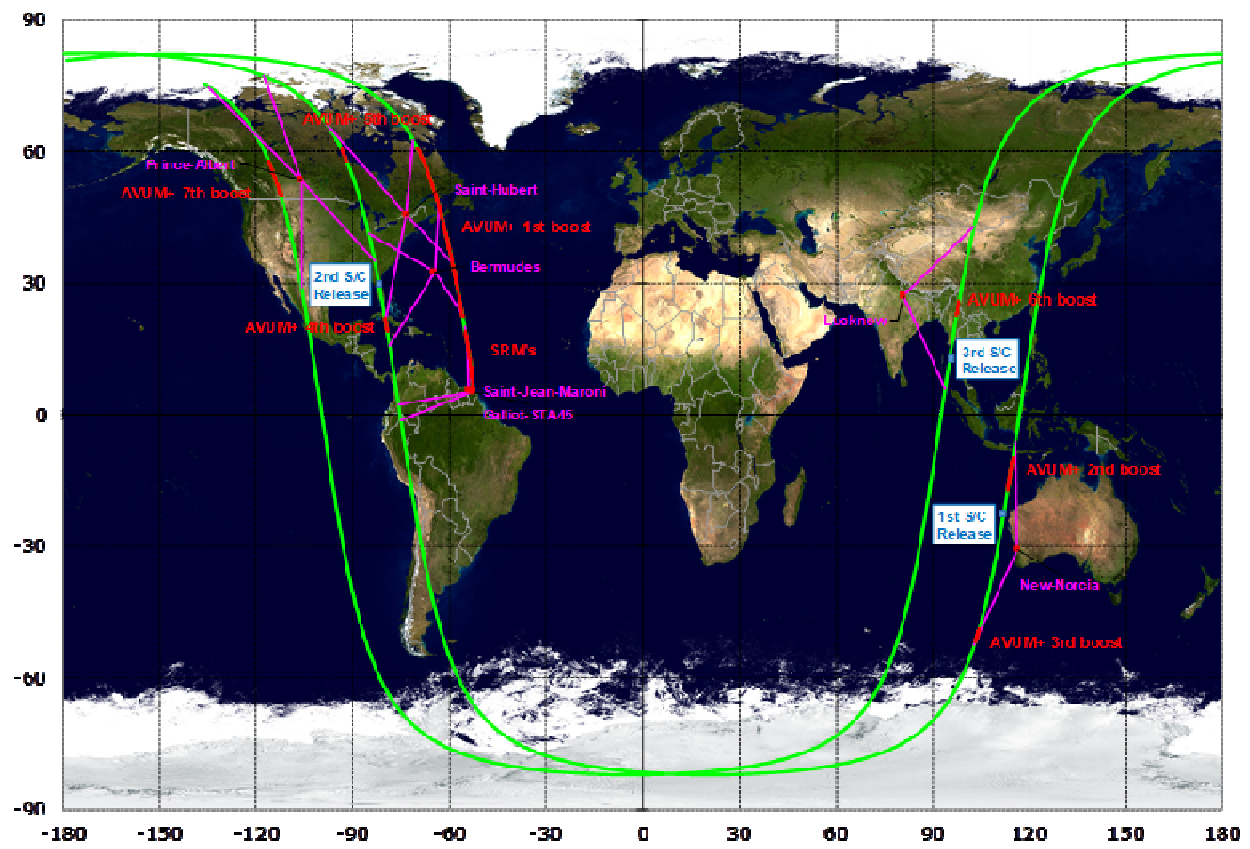 90
60
30
0
-30
-60
-90
-180
-150
-120
-90
-60
-30
0
30
60
90
120
150
180
AVUM+ 5th boost
Prince-Albert
AVUM+ 7th boost
Saint-Hubert
AVUM+ 1st boost
Bermudes
2nd S/C
Release
AVUM+ 4th boost
SRM's
Saint-Jean-Maroni
Galliot-STA45
AVUM+ 6th boost
Lucknow
3rd S/C
Release
AVUM+ 2nd boost
1st S/C
Release
New-Norcia
AVUM+ 3rd boost